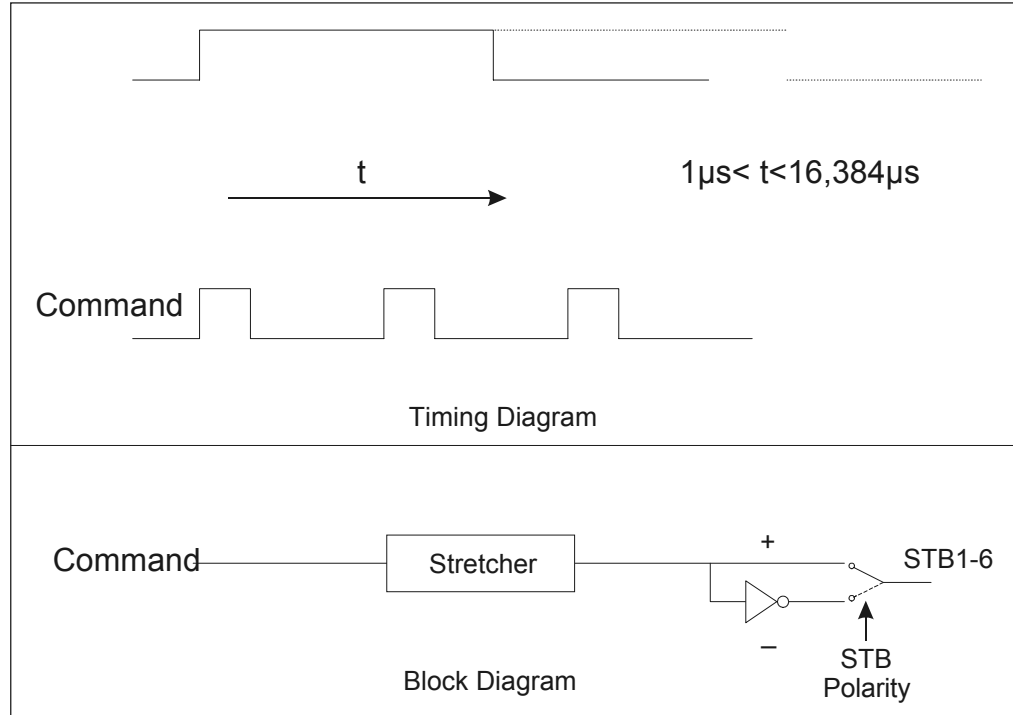 t
1µs< t<16,384µs
Command
Timing Diagram
Command
Stretcher
+
STB1-6
–
STB
Polarity
Block Diagram